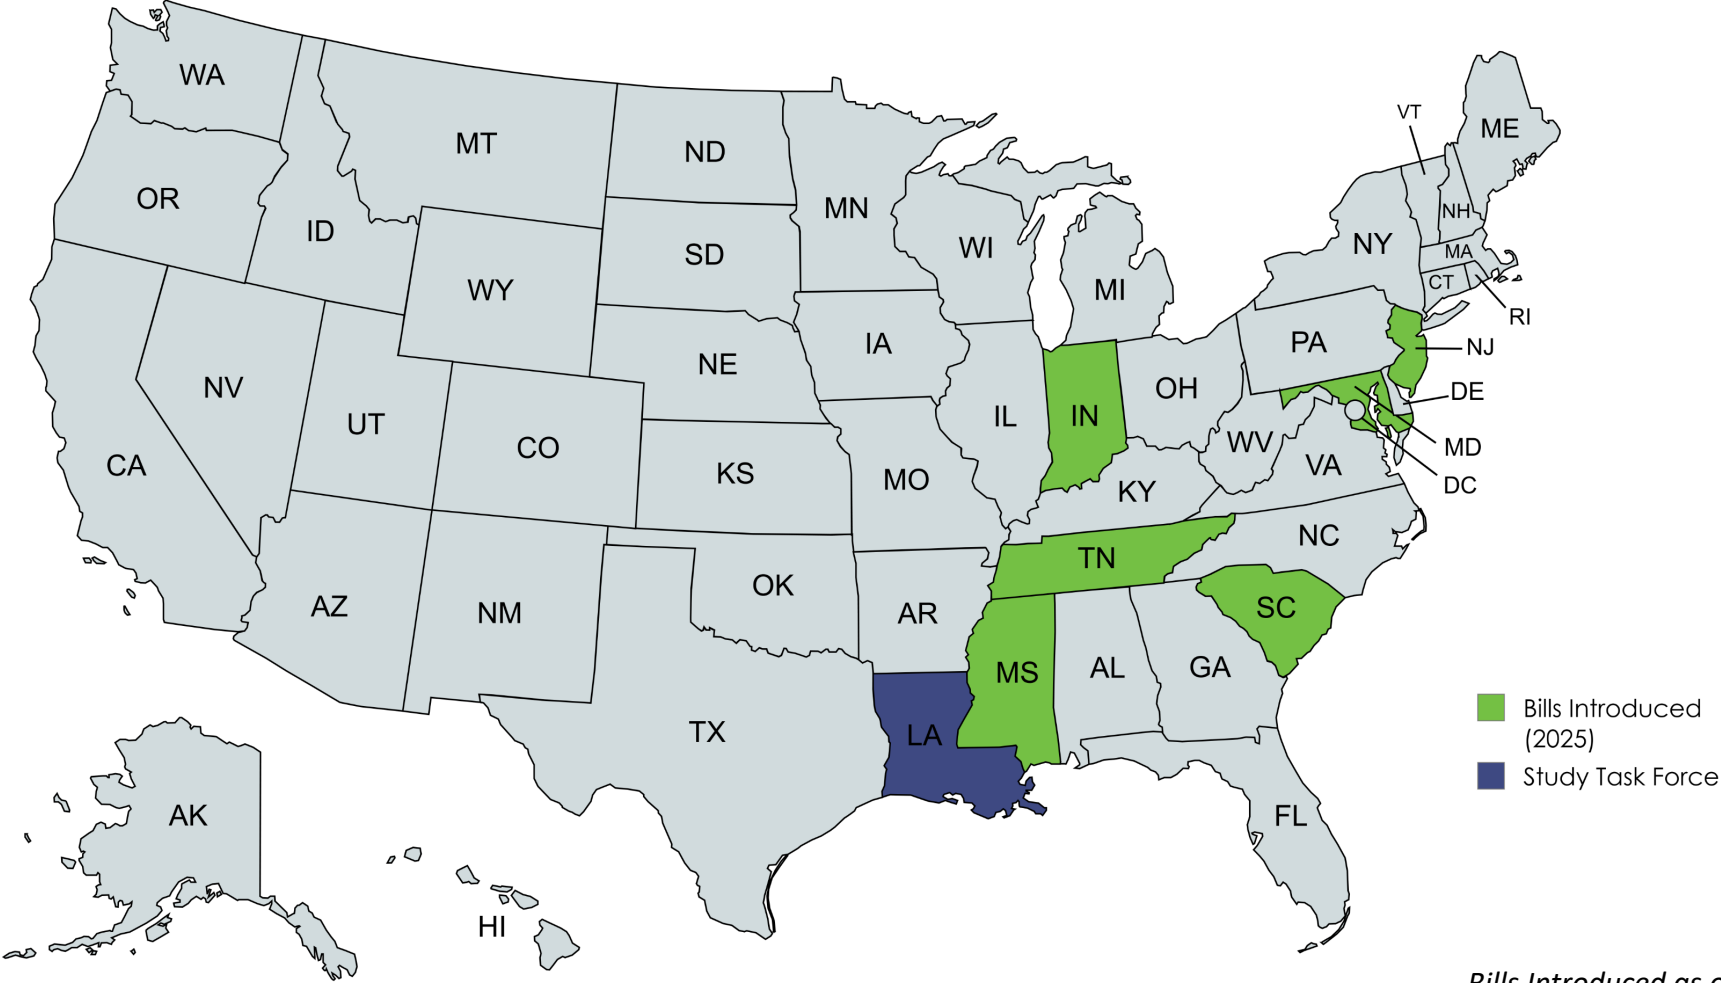 WA
MT
ND
MN
OR
ID
WY
SD
WI
MI
VT
ME
NH
NY
MA
CT
RI
NV
UT
CO
NE
IA
IL
IN
OH
PA
NJ
DE
MD
DC
CA
KS
MO
KY
WV
VA
AZ
NM
OK
AR
TN
NC
SC
TX
LA
MS
AL
GA
FL
AK
HI
Bills Introduced
(2025)
Study Task Force
Bills Introduced as